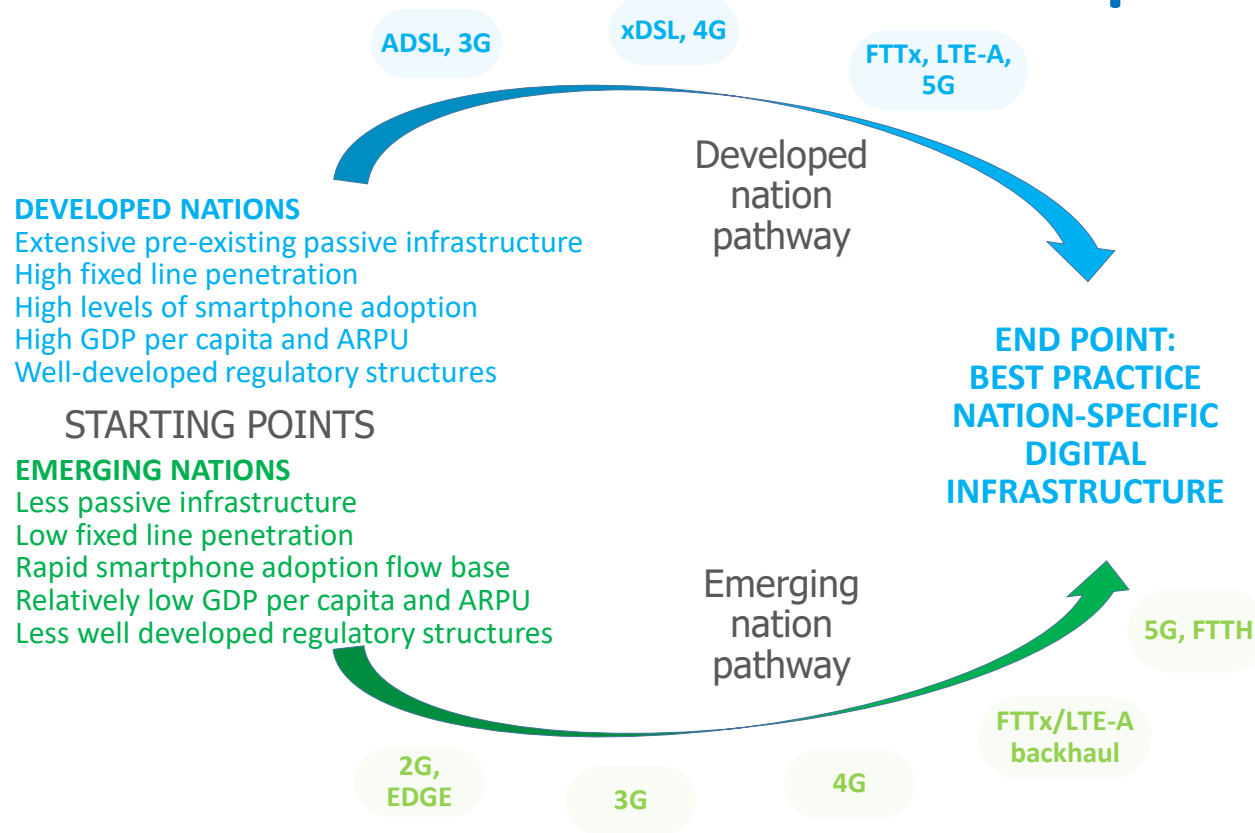 ADSL, 3G
xDSL, 4G
FTTx, LTE-A,
5G
Developed
nation
pathway
DEVELOPED NATIONS
Extensive pre-existing passive infrastructure
High fixed line penetration
High levels of smartphone adoption
High GDP per capita and ARPU
Well-developed regulatory structures
STARTING POINTS
EMERGING NATIONS
Less passive infrastructure
Low fixed line penetration
Rapid smartphone adoption flow base
Relatively low GDP per capita and ARPU
Less well developed regulatory structures
END POINT:
BEST PRACTICE
NATION-SPECIFIC
DIGITAL
INFRASTRUCTURE
Emerging
nation
pathway
2G,
EDGE
3G
4G
FTTx/LTE-A
backhaul
5G, FTTH